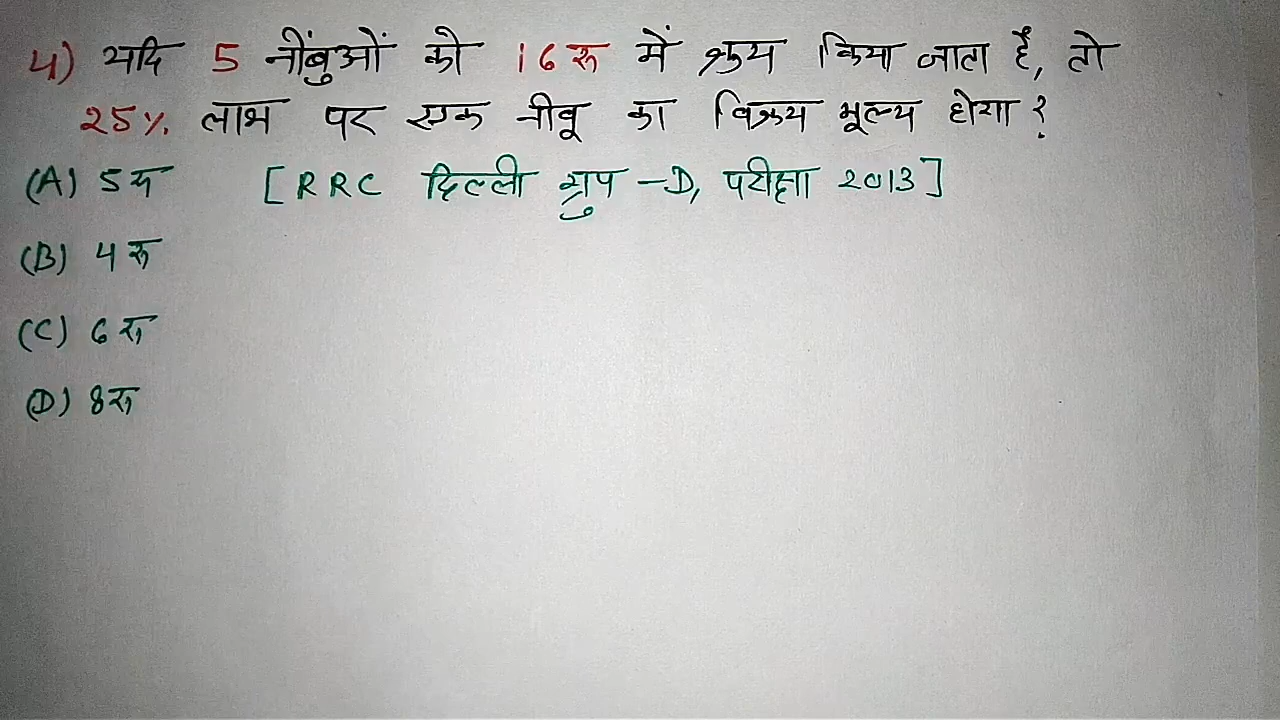 4) यदि 5 नींबुओं को 16 रू में क्रय किया जाता है, तो
25% लाभ पर एक नीबू का विक्रय मूल्य होगा ?
(A) 5 रु [RRC दिल्ली ग्रुप -D, परीक्षा 2013]
(B) 4 रू
(C) 6 रु
(D) 8 रु